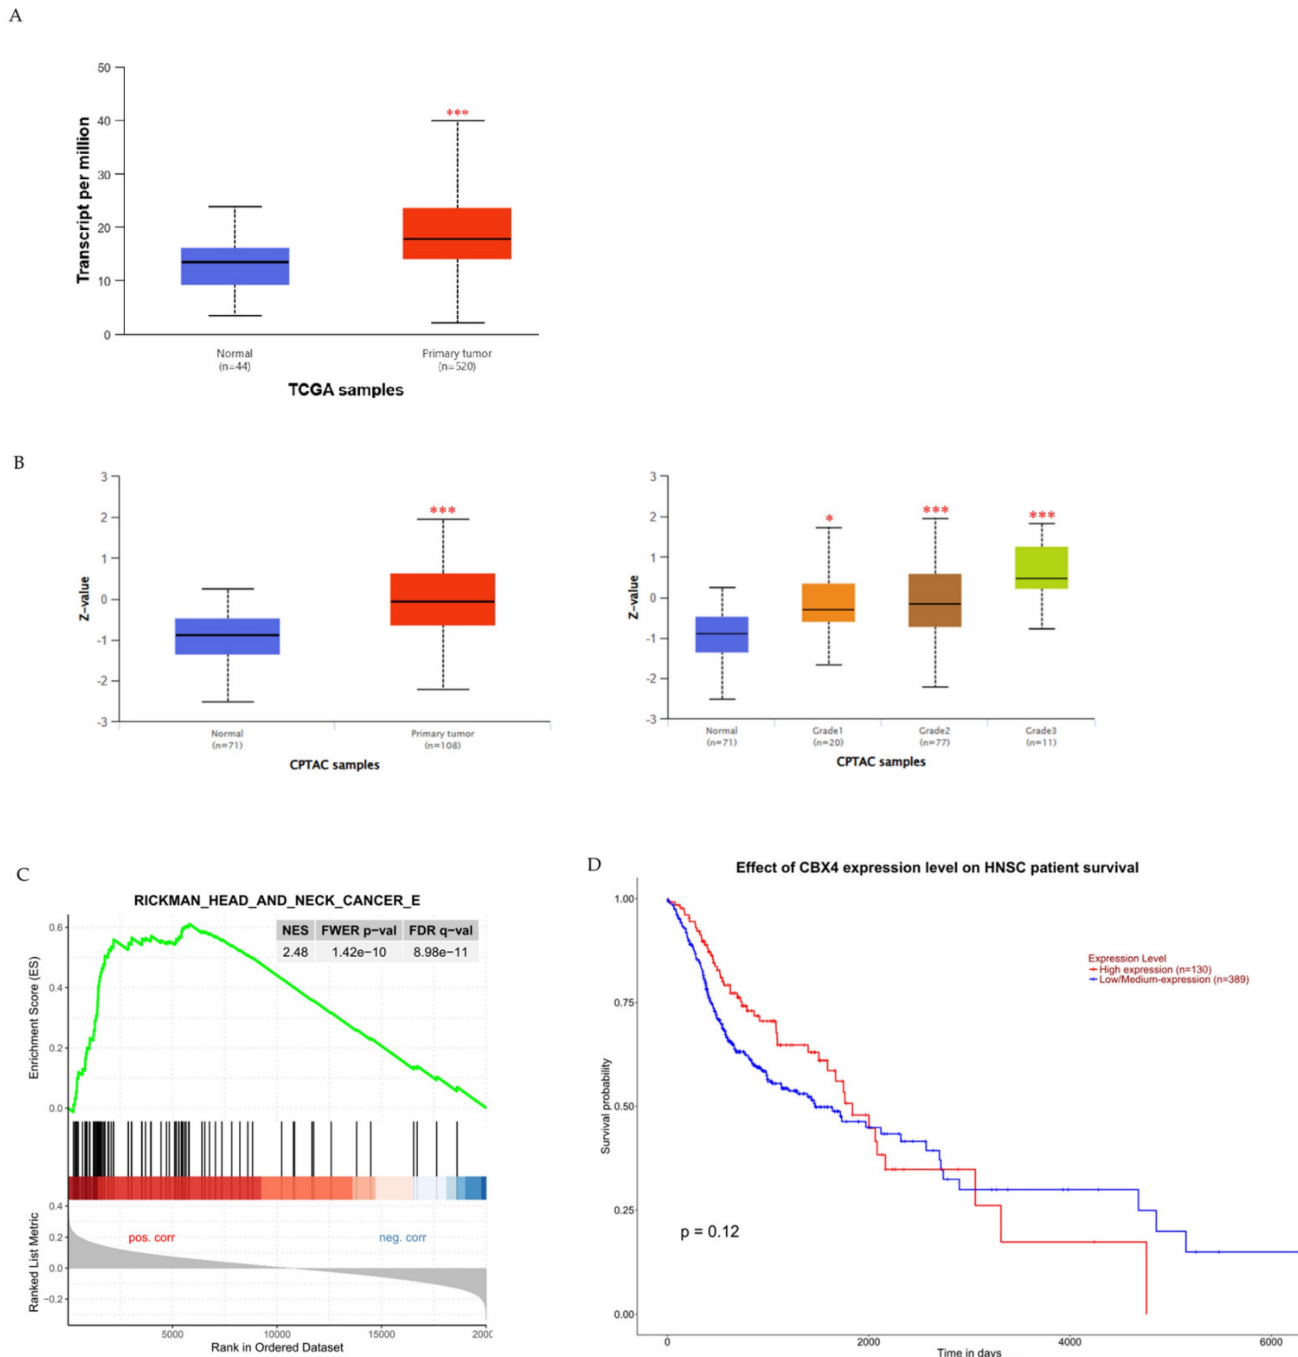 A
50
40
30
20
10
0
Transcript per million
***
Normal
(n=44)
Primary tumor
(n=520)
TCGA samples
B
3
2
1
0
-1
-2
-3
Z-value
***
Normal
(n=71)
Primary tumor
(n=108)
CPTAC samples
3
2
1
0
-1
-2
-3
Z-value
*
***
***
Normal
(n=71)
Grade1
(n=20)
Grade2
(n=77)
Grade3
(n=11)
CPTAC samples
C
RICKMAN_HEAD_AND_NECK_CANCER_E
NES FWER p-val FDR q-val
2.48 1.42e-10 8.98e-11
0.6
0.4
0.2
0.0
Enrichment Score (ES)
0.4
0.2
0.0
-0.2
Ranked List Metric
pos. corr
neg. corr
5000
10000
15000
2000
Rank in Ordered Dataset
D
Effect of CBX4 expression level on HNSC patient survival
1.00
0.75
0.50
0.25
0.00
Survival probability
Expression Level
High expression (n=130)
Low/Medium-expression (n=389)
p = 0.12
0
2000
4000
6000
Time in days